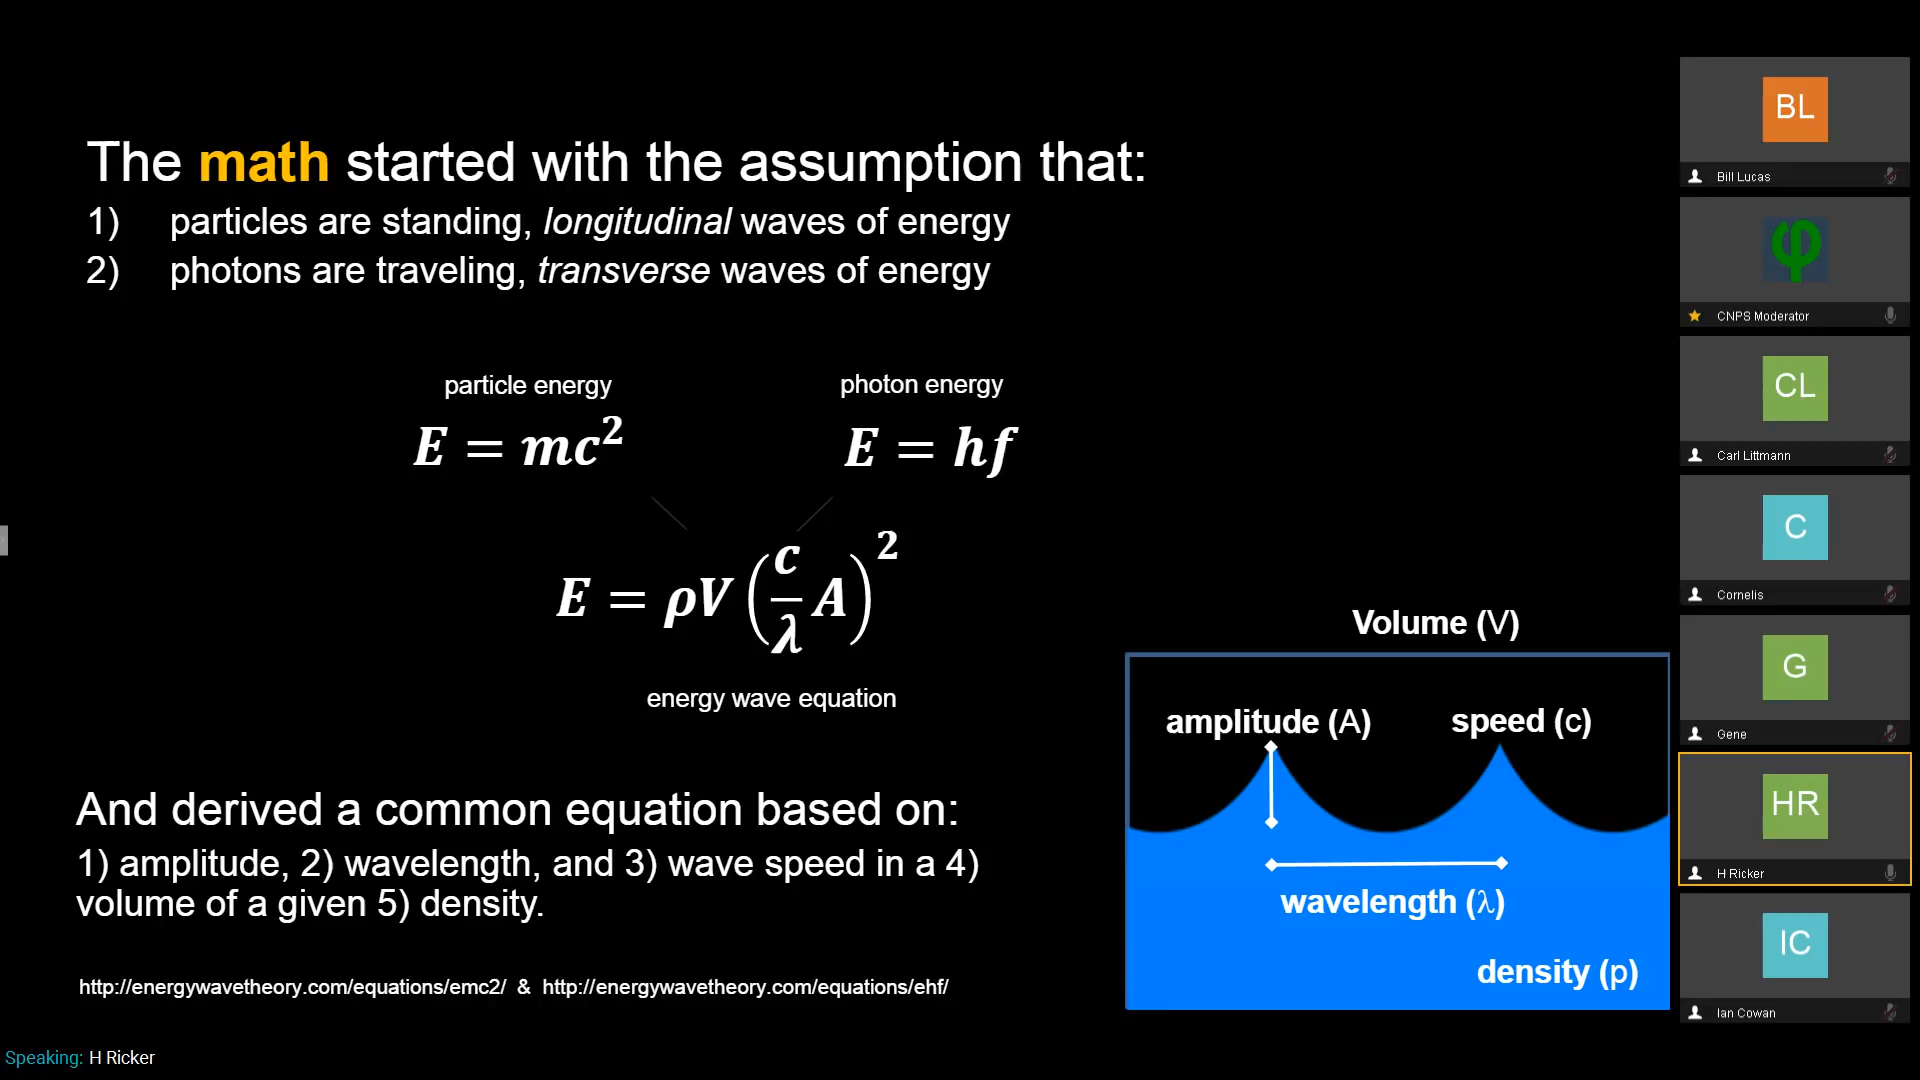 The math started with the assumption that:
1) particles are standing, longitudinal waves of energy
2) photons are traveling, transverse waves of energy
particle energy
E = mc²
photon energy
E = hf
E = ρV(c/λ A)²
energy wave equation
And derived a common equation based on:
1) amplitude, 2) wavelength, and 3) wave speed in a 4)
volume of a given 5) density.
http://energywavetheory.com/equations/emc2/ & http://energywavetheory.com/equations/ehf/
Volume (V)
amplitude (A)
speed (c)
wavelength (λ)
density (p)
BL
Bill Lucas
φ
CNPS Moderator
CL
Carl Littmann
C
Cornelis
G
Gene
HR
H Ricker
IC
Ian Cowan
Speaking: H Ricker